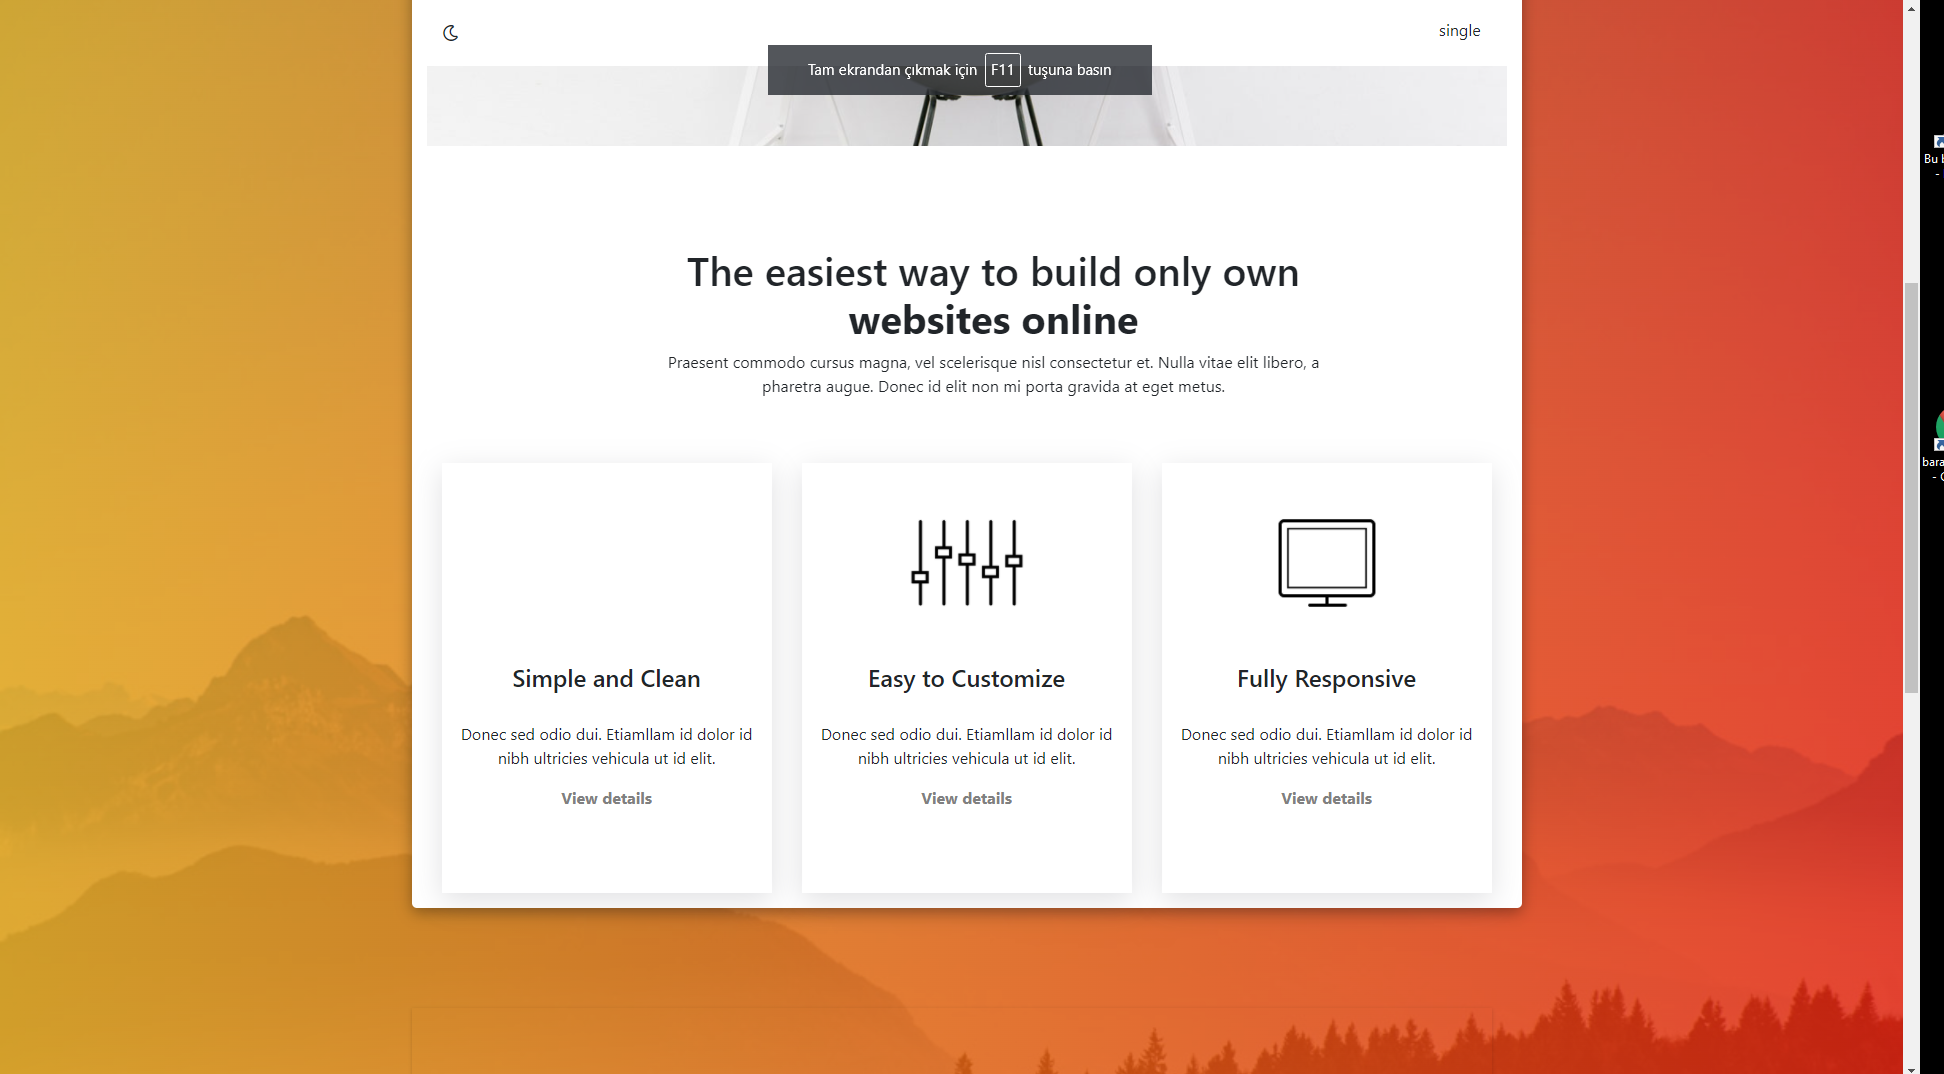 single
Tam ekrandan çıkmak için F11 tuşuna basın
The easiest way to build only own
websites online
Praesent commodo cursus magna, vel scelerisque nisl consectetur et. Nulla vitae elit libero, a
pharetra augue. Donec id elit non mi porta gravida at eget metus.
Simple and Clean
Donec sed odio dui. Etiamllam id dolor id
nibh ultricies vehicula ut id elit.
View details
Easy to Customize
Donec sed odio dui. Etiamllam id dolor id
nibh ultricies vehicula ut id elit.
View details
Fully Responsive
Donec sed odio dui. Etiamllam id dolor id
nibh ultricies vehicula ut id elit.
View details
Bu